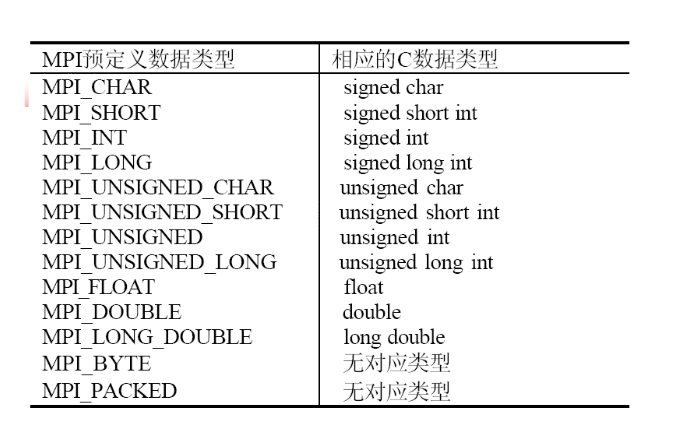 MPI预定义数据类型 相应的C数据类型
MPI_CHAR signed char
MPI_SHORT signed short int
MPI_INT signed int
MPI_LONG signed long int
MPI_UNSIGNED_CHAR unsigned char
MPI_UNSIGNED_SHORT unsigned short int
MPI_UNSIGNED unsigned int
MPI_UNSIGNED_LONG unsigned long int
MPI_FLOAT float
MPI_DOUBLE double
MPI_LONG_DOUBLE long double
MPI_BYTE 无对应类型
MPI_PACKED 无对应类型